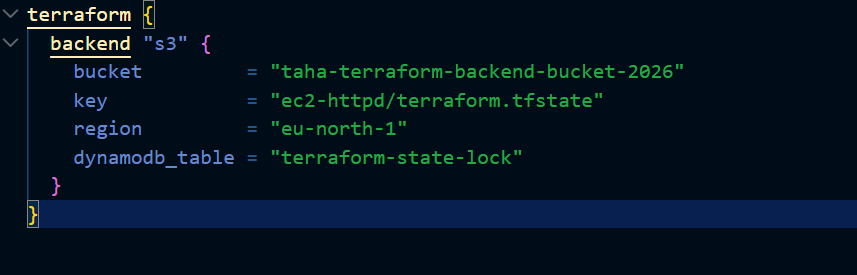 terraform {
  backend "s3" {
    bucket         = "taha-terraform-backend-bucket-2026"
    key            = "ec2-httpd/terraform.tfstate"
    region         = "eu-north-1"
    dynamodb_table = "terraform-state-lock"
  }
}